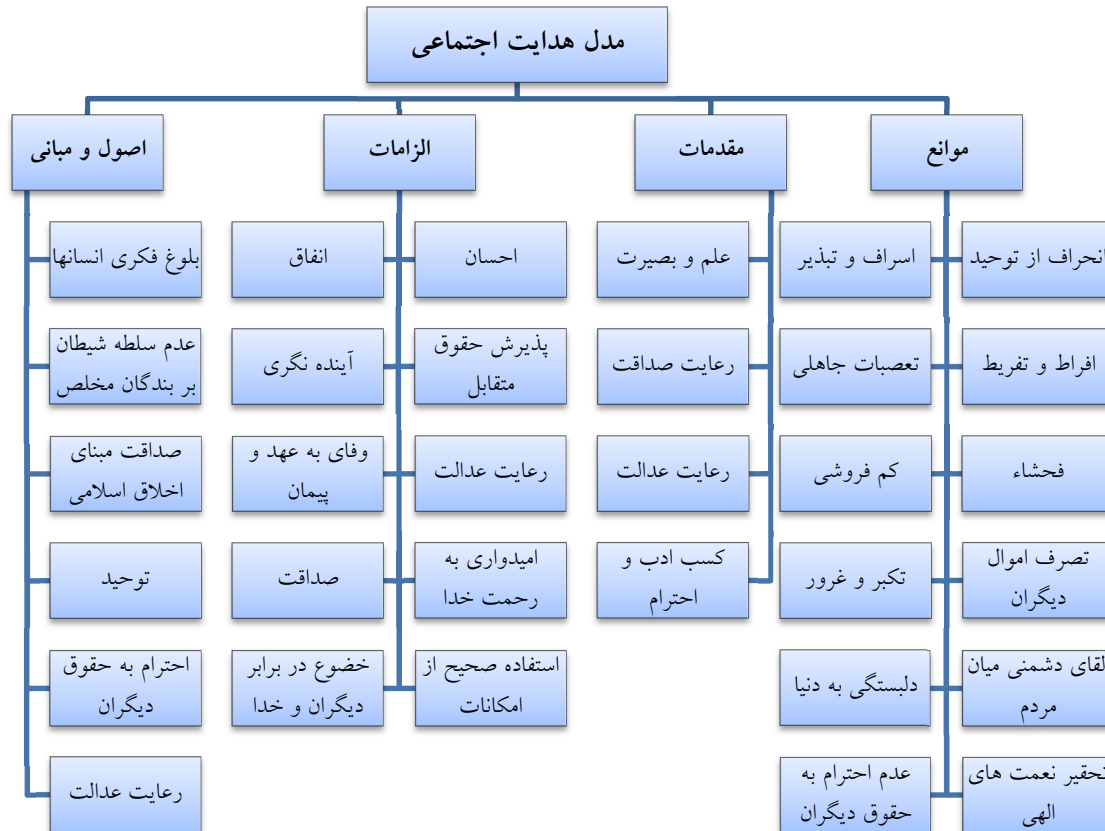 مدل هدایت اجتماعی
موانع
مقدمات
الزامات
اصول و مبانی
انحراف از توحید
اسراف و تبذیر
افراط و تفریط
تعصبات جاهلی
فحشاء
کم فروشی
تصرف اموال
دیگران
تکبر و غرور
القای دشمنی میان
مردم
دلبستگی به دنیا
تحقیر نعمت های
الهی
عدم احترام به
حقوق دیگران
علم و بصیرت
رعایت صداقت
رعایت عدالت
کسب ادب و
احترام
احسان
انفاق
پذیرش حقوق
متقابل
آینده نگری
رعایت عدالت
وفای به عهد و
پیمان
امیدواری به
رحمت خدا
صداقت
استفاده صحیح از
امکانات
خضوع در برابر
دیگران و خدا
بلوغ فکری انسانها
عدم سلطه شیطان
بر بندگان مخلص
صداقت مبنای
اخلاق اسلامی
توحید
احترام به حقوق
دیگران
رعایت عدالت